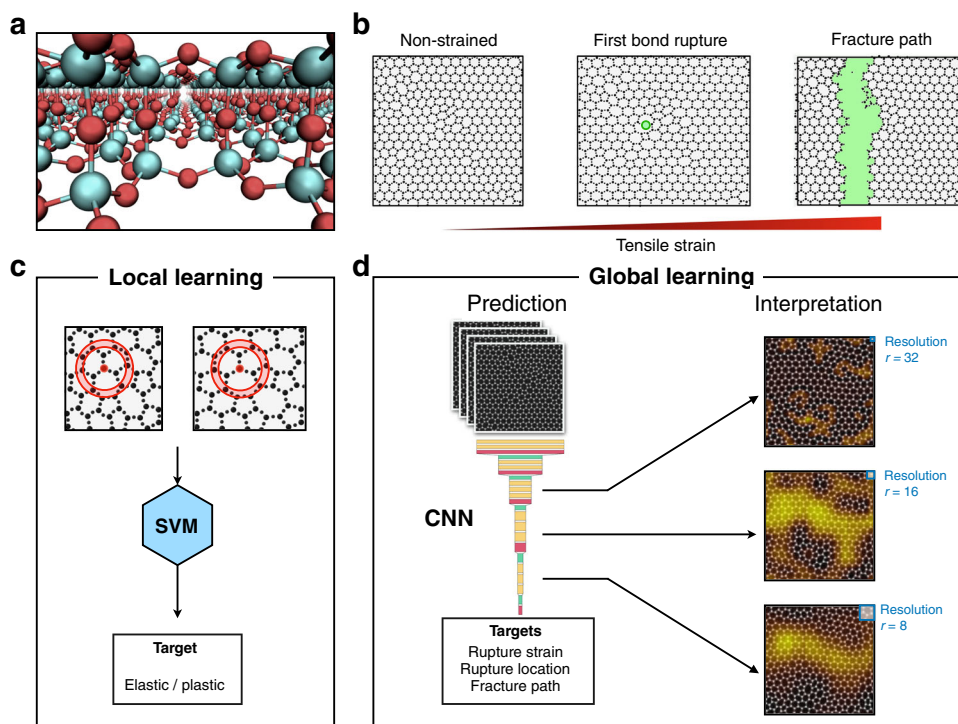 a
b
Non-strained
First bond rupture
Fracture path
Tensile strain
c
Local learning
SVM
Target
Elastic / plastic
d
Global learning
Prediction
Interpretation
CNN
Targets
Rupture strain
Rupture location
Fracture path
Resolution
r = 32
Resolution
r = 16
Resolution
r = 8